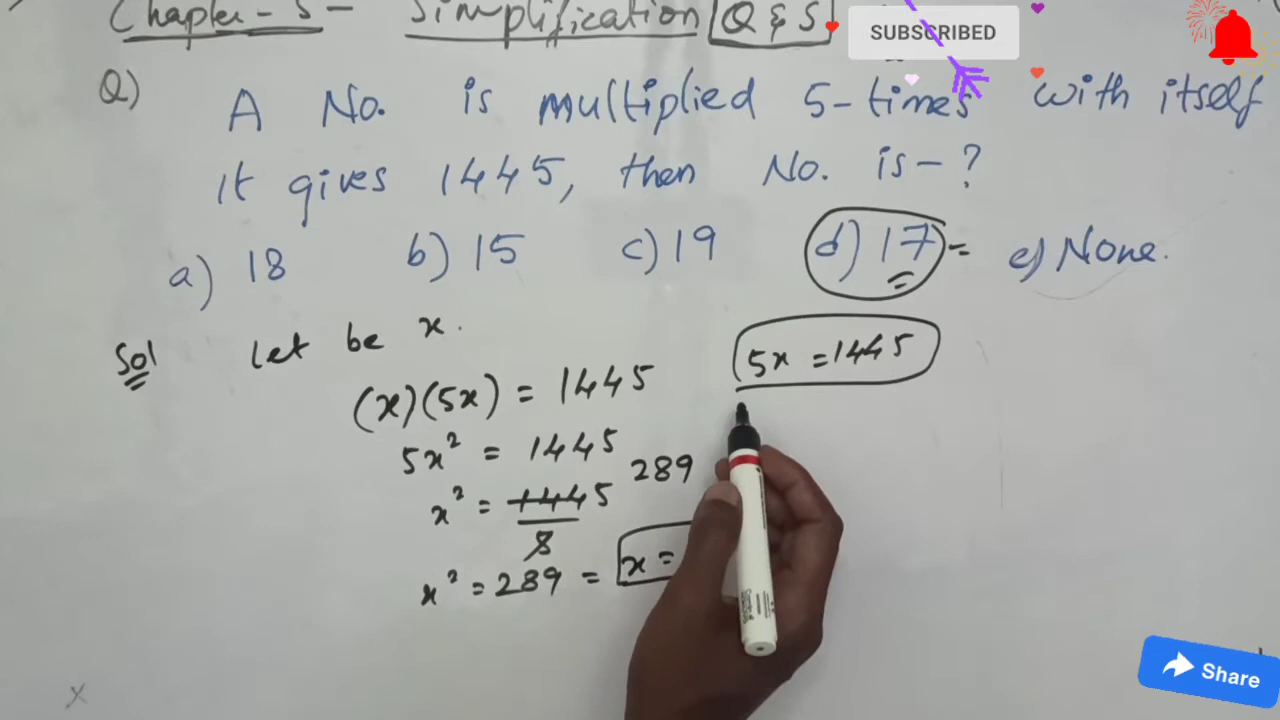 Chapter-5- Simplification Q & S
SUBSCRIBED
Q) A No. is multiplied 5-times with itself
It gives 1445, then No. is-?
a) 18 b) 15 c) 19 d) 17 = e) None.
Sol Let be x.
(x)(5x) = 1445
5x = 1445
5x² = 1445
x² = 1445 289
5
x² = 289 = x =
Share
x